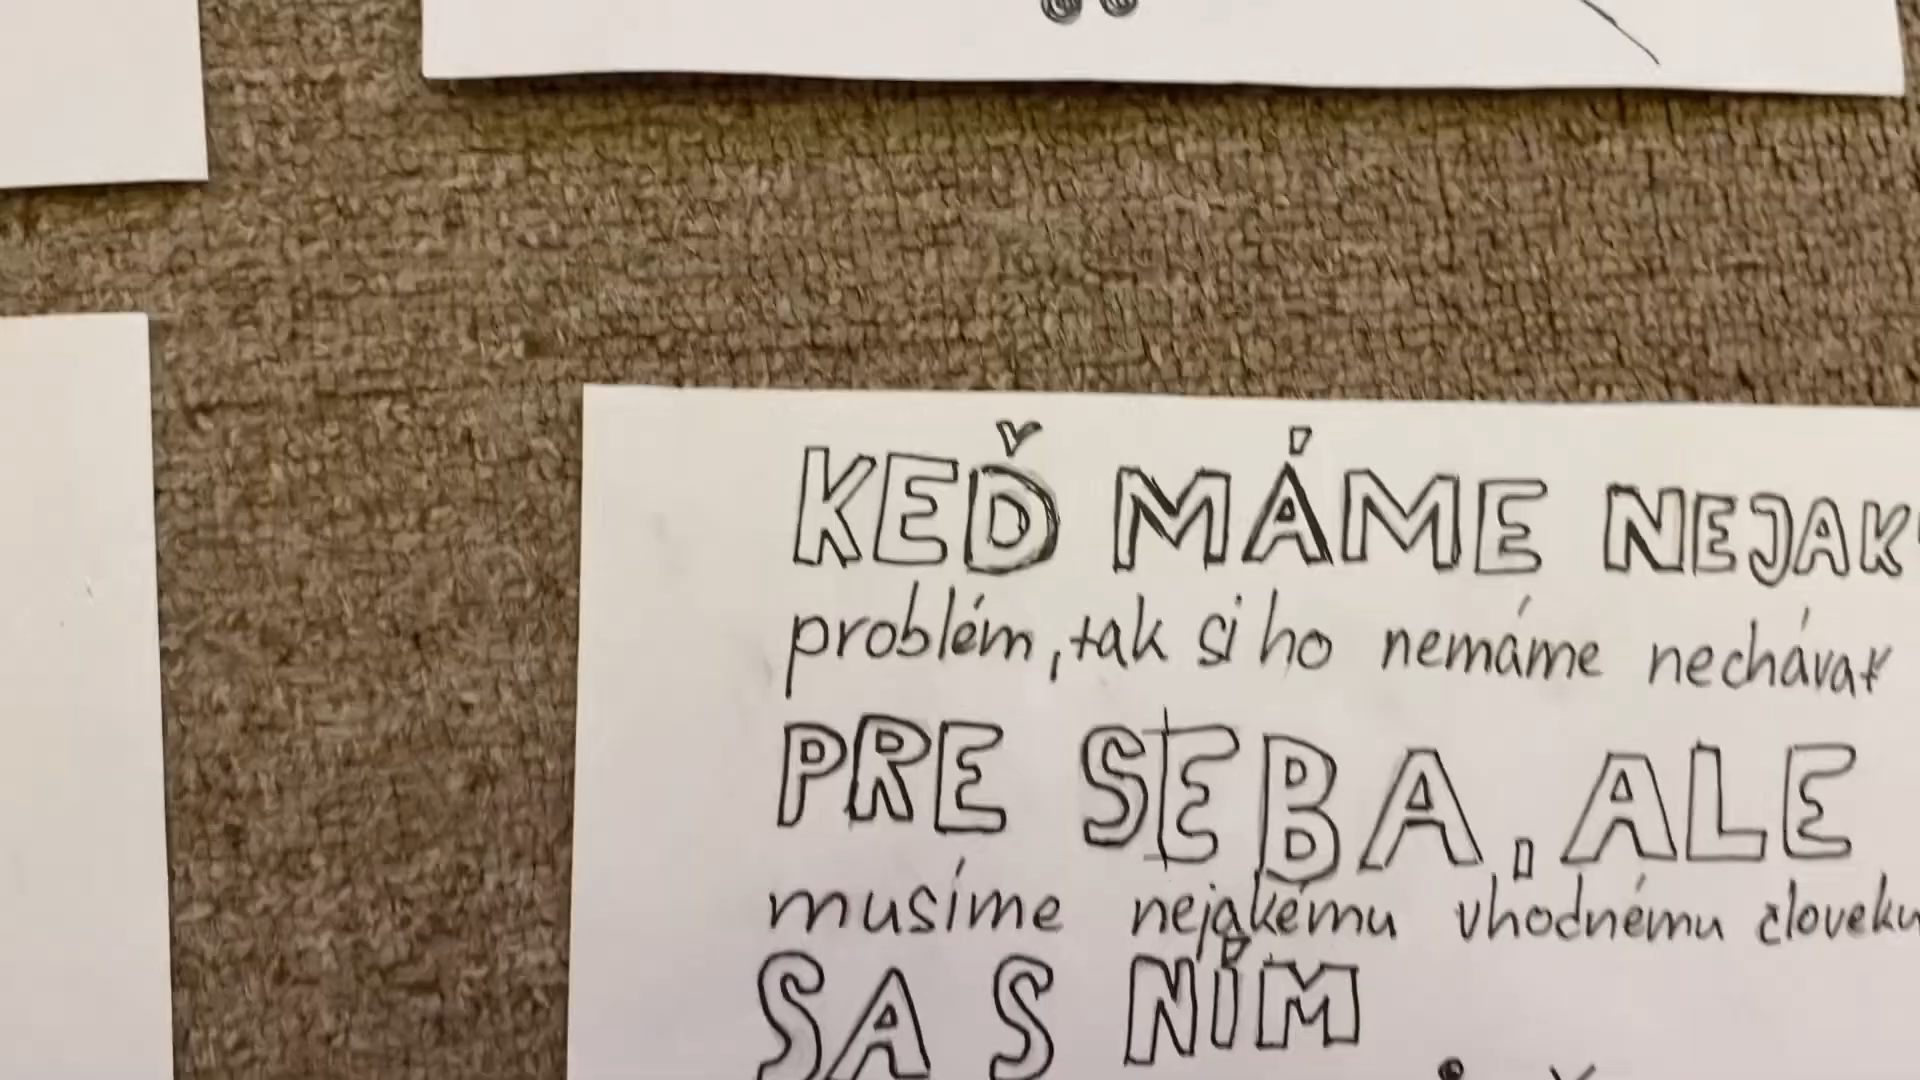 KEĎ MÁME NEJAK
problém, tak si ho nemáme nechávať
PRE SEBA, ALE
musíme nejakému vhodnému človeku
SA S NÍM